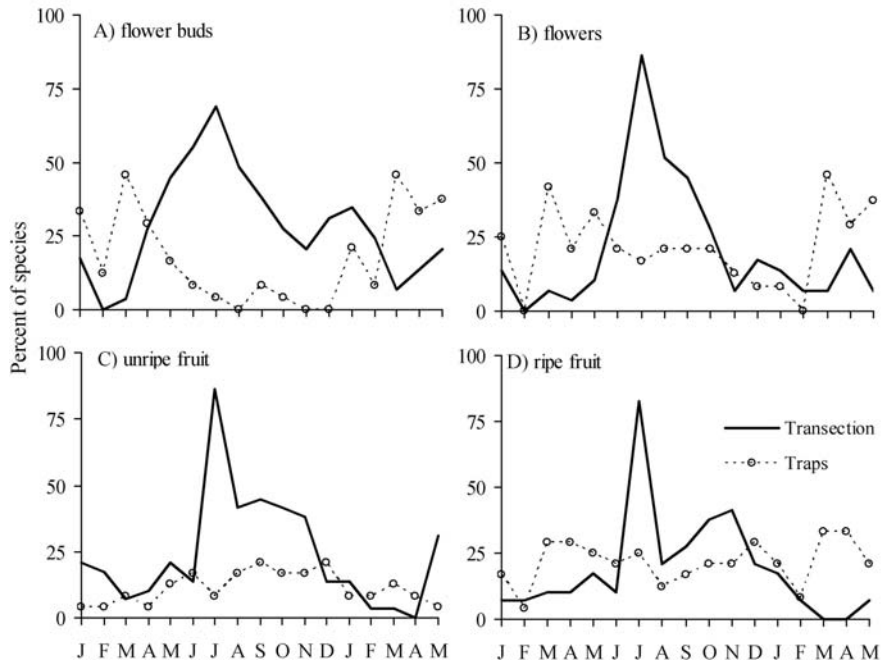 Percent of species
A) flower buds
100
75
50
25
0
B) flowers
100
75
50
25
0
C) unripe fruit
100
75
50
25
0
J F M A M J J A S O N D J F M A M
D) ripe fruit
100
75
50
25
0
Transection
Traps
J F M A M J J A S O N D J F M A M